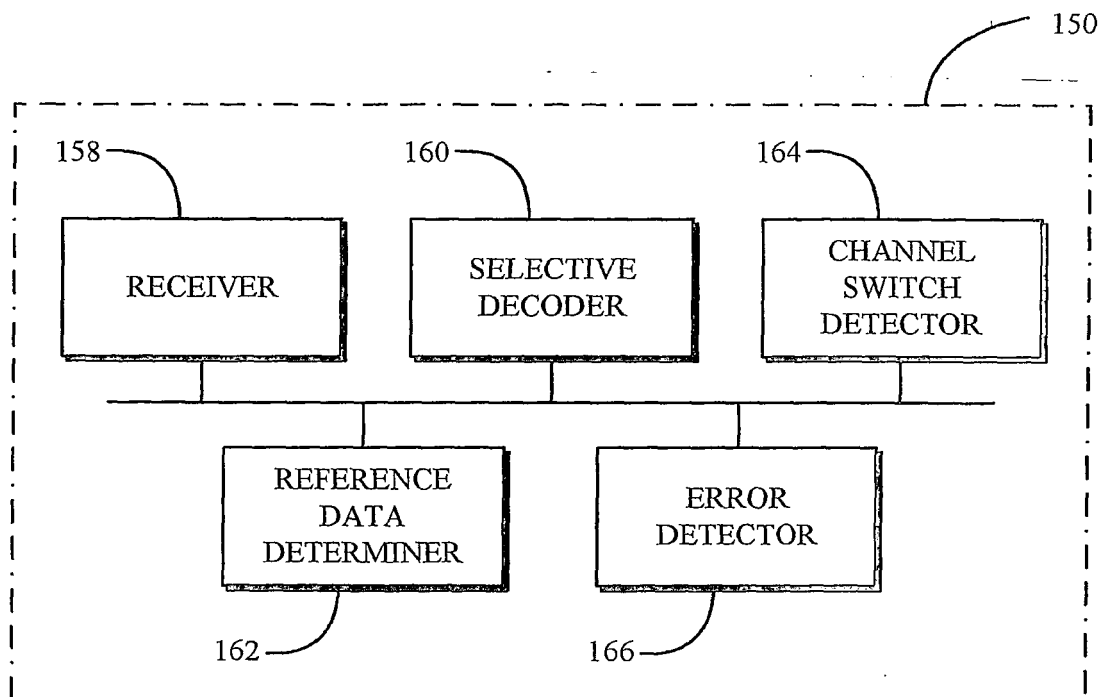 150
158
160
164
RECEIVER
SELECTIVE
DECODER
CHANNEL
SWITCH
DETECTOR
REFERENCE
DATA
DETERMINER
ERROR
DETECTOR
162
166